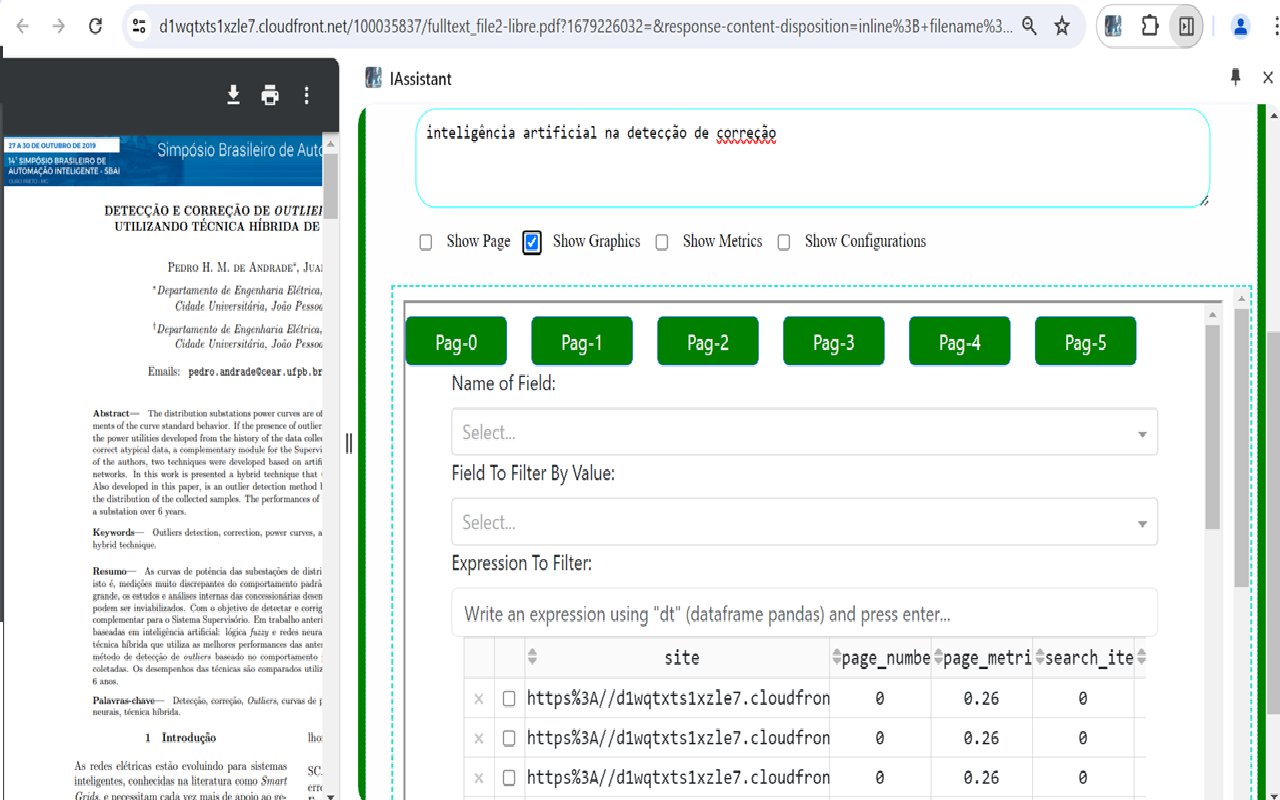 d1wqtxts1xzle7.cloudfront.net/100035837/fulltext_file2-libre.pdf?1679226032=&response-content-disposition=inline%3B+filename%3...
27 A 30 DE OUTUBRO DE 2019
14º SIMPÓSIO BRASILEIRO DE
AUTOMAÇÃO INTELIGENTE - SBAI
OURO PRETO - MG
Simpósio Brasileiro de Auto
DETECÇÃO E CORREÇÃO DE OUTLIER
UTILIZANDO TÉCNICA HÍBRIDA DE
PEDRO H. M. DE ANDRADE*, JUA
*Departamento de Engenharia Elétrica,
Cidade Universitária, João Pesso
†Departamento de Engenharia Elétrica,
Cidade Universitária, João Pesso
Emails: pedro.andrade@cear.ufpb.br
Abstract— The distribution substations power curves are of
ments of the curve standard behavior. If the presence of outlier
the power utilities developed from the history of the data collec
correct atypical data, a complementary module for the Supervi
of the authors, two techniques were developed based on artifi
networks. In this work is presented a hybrid technique that
Also developed in this paper, is an outlier detection method b
the distribution of the collected samples. The performances of
a substation over 6 years.
Keywords— Outliers detection, correction, power curves, a
hybrid technique.
Resumo— As curvas de potência das subestações de distri
isto é, medições muito discrepantes do comportamento padrã
grande, os estudos e análises internas das concessionárias desen
podem ser inviabilizados. Com o objetivo de detectar e corrig
complementar para o Sistema Supervisório. Em trabalho anteri
baseadas em inteligência artificial: lógica fuzzy e redes neura
técnica híbrida que utiliza as melhores performances das ante
método de detecção de outliers baseado no comportamento
coletadas. Os desempenhos das técnicas são comparados utiliz
6 anos.
Palavras-chave— Detecção, correção, Outliers, curvas de p
neurais, técnica híbrida.
1 Introdução
As redes elétricas estão evoluindo para sistemas
inteligentes, conhecidas na literatura como Smart
Grids, e necessitam cada vez mais de apoio ao ge-
lhor
SC
erro
IAssistant
inteligência artificial na detecção de correção
Show Page Show Graphics Show Metrics Show Configurations
Pag-0 Pag-1 Pag-2 Pag-3 Pag-4 Pag-5
Name of Field:
Select...
Field To Filter By Value:
Select...
Expression To Filter:
Write an expression using "dt" (dataframe pandas) and press enter...
site page_numbe page_metri search_ite
https%3A//d1wqtxts1xzle7.cloudfron 0 0.26 0
https%3A//d1wqtxts1xzle7.cloudfron 0 0.26 0
https%3A//d1wqtxts1xzle7.cloudfron 0 0.26 0